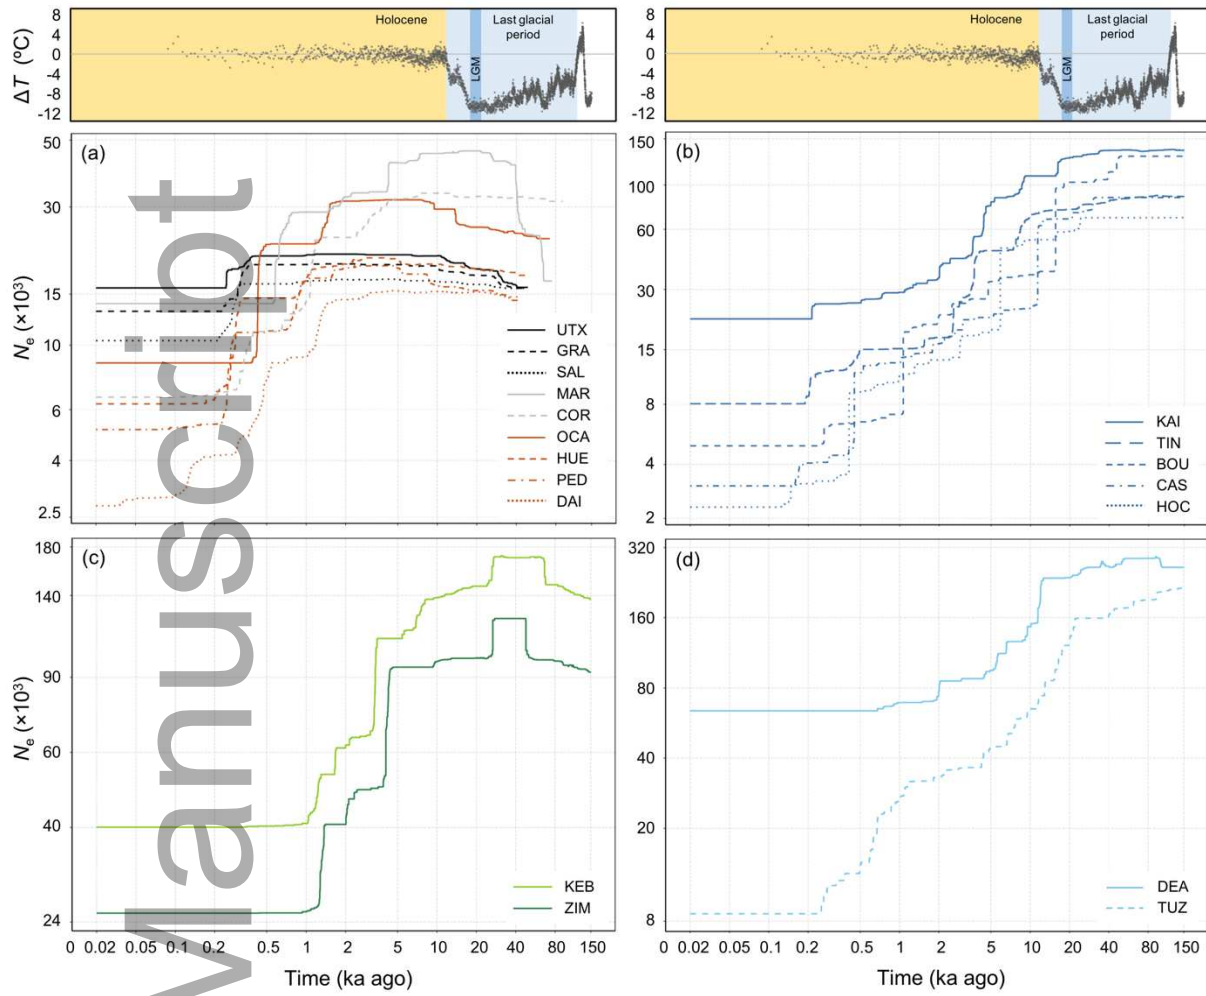 8
4
0
-4
-8
-12
ΔT (ºC)
Holocene
LGM
Last glacial
period
8
4
0
-4
-8
-12
Holocene
LGM
Last glacial
period
(a)
50
30
15
10
6
4
2.5
Nₑ (×10³)
UTX
GRA
SAL
MAR
COR
OCA
HUE
PED
DAI
(b)
150
100
60
30
15
8
4
2
KAI
TIN
BOU
CAS
HOC
(c)
180
140
90
60
40
24
Nₑ (×10³)
KEB
ZIM
0 0.02 0.05 0.1 0.2 0.5 1 2 5 10 20 40 80 150
Time (ka ago)
(d)
320
160
80
40
20
8
DEA
TUZ
0 0.02 0.05 0.1 0.2 0.5 1 2 5 10 20 40 80 150
Time (ka ago)
Manuscript